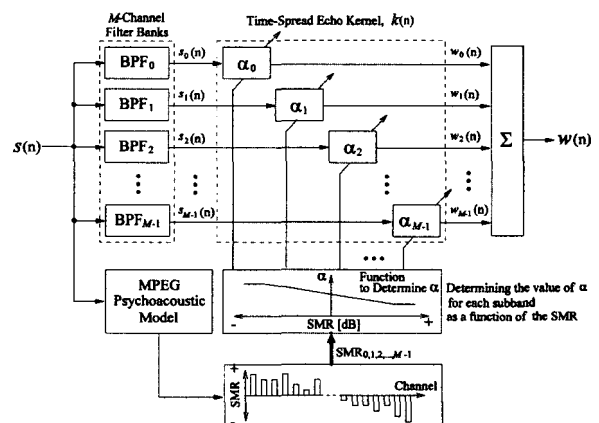 M-Channel
Filter Banks
Time-Spread Echo Kernel, k(n)
BPF0
s0(n)
α0
w0(n)
BPF1
s1(n)
α1
w1(n)
S(n)
BPF2
s2(n)
α2
w2(n)
Σ
W(n)
BPFM-1
sM-1(n)
αM-1
wM-1(n)
MPEG
Psychoacoustic
Model
α
Function
to Determine α
- SMR [dB] +
Determining the value of α
for each subband
as a function of the SMR
SMR0,1,2,...,M-1
SMR
+
-
Channel